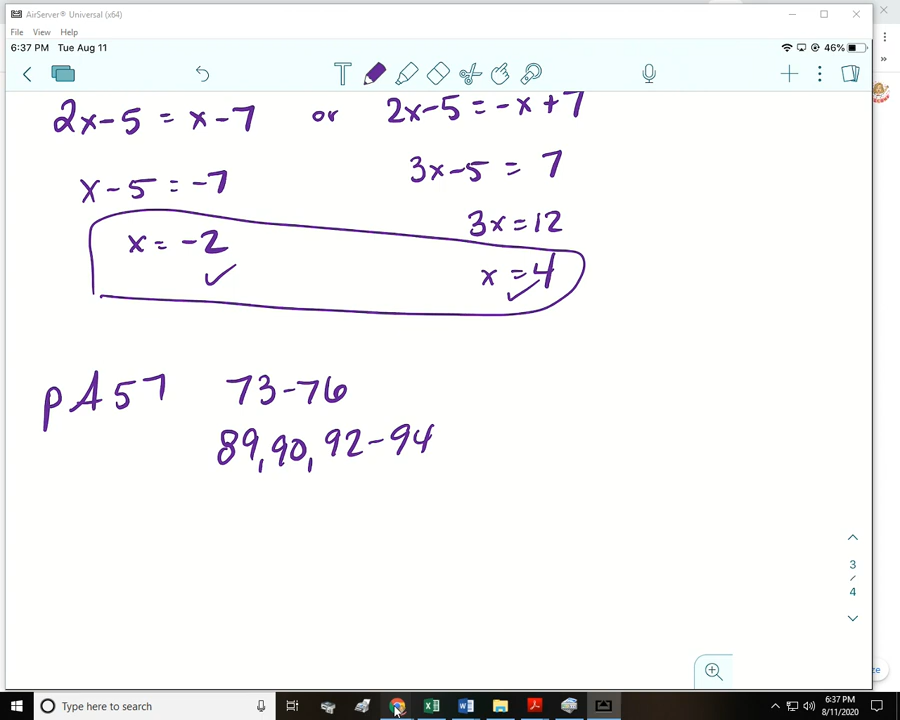 AirServer® Universal (x64)
File View Help
6:37 PM Tue Aug 11
46%
T
2x-5 = x-7 or 2x-5 = -x+7
x-5 = -7 3x-5 = 7
3x = 12
x = -2 x = 4
pA57 73-76
89, 90, 92-94
3
/
4
Type here to search
6:37 PM
8/11/2020